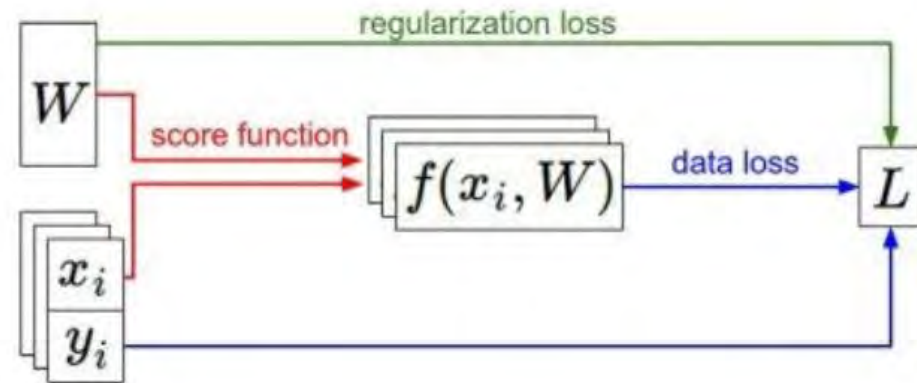 regularization loss
W
score function
f(x_i, W)
data loss
L
x_i
y_i